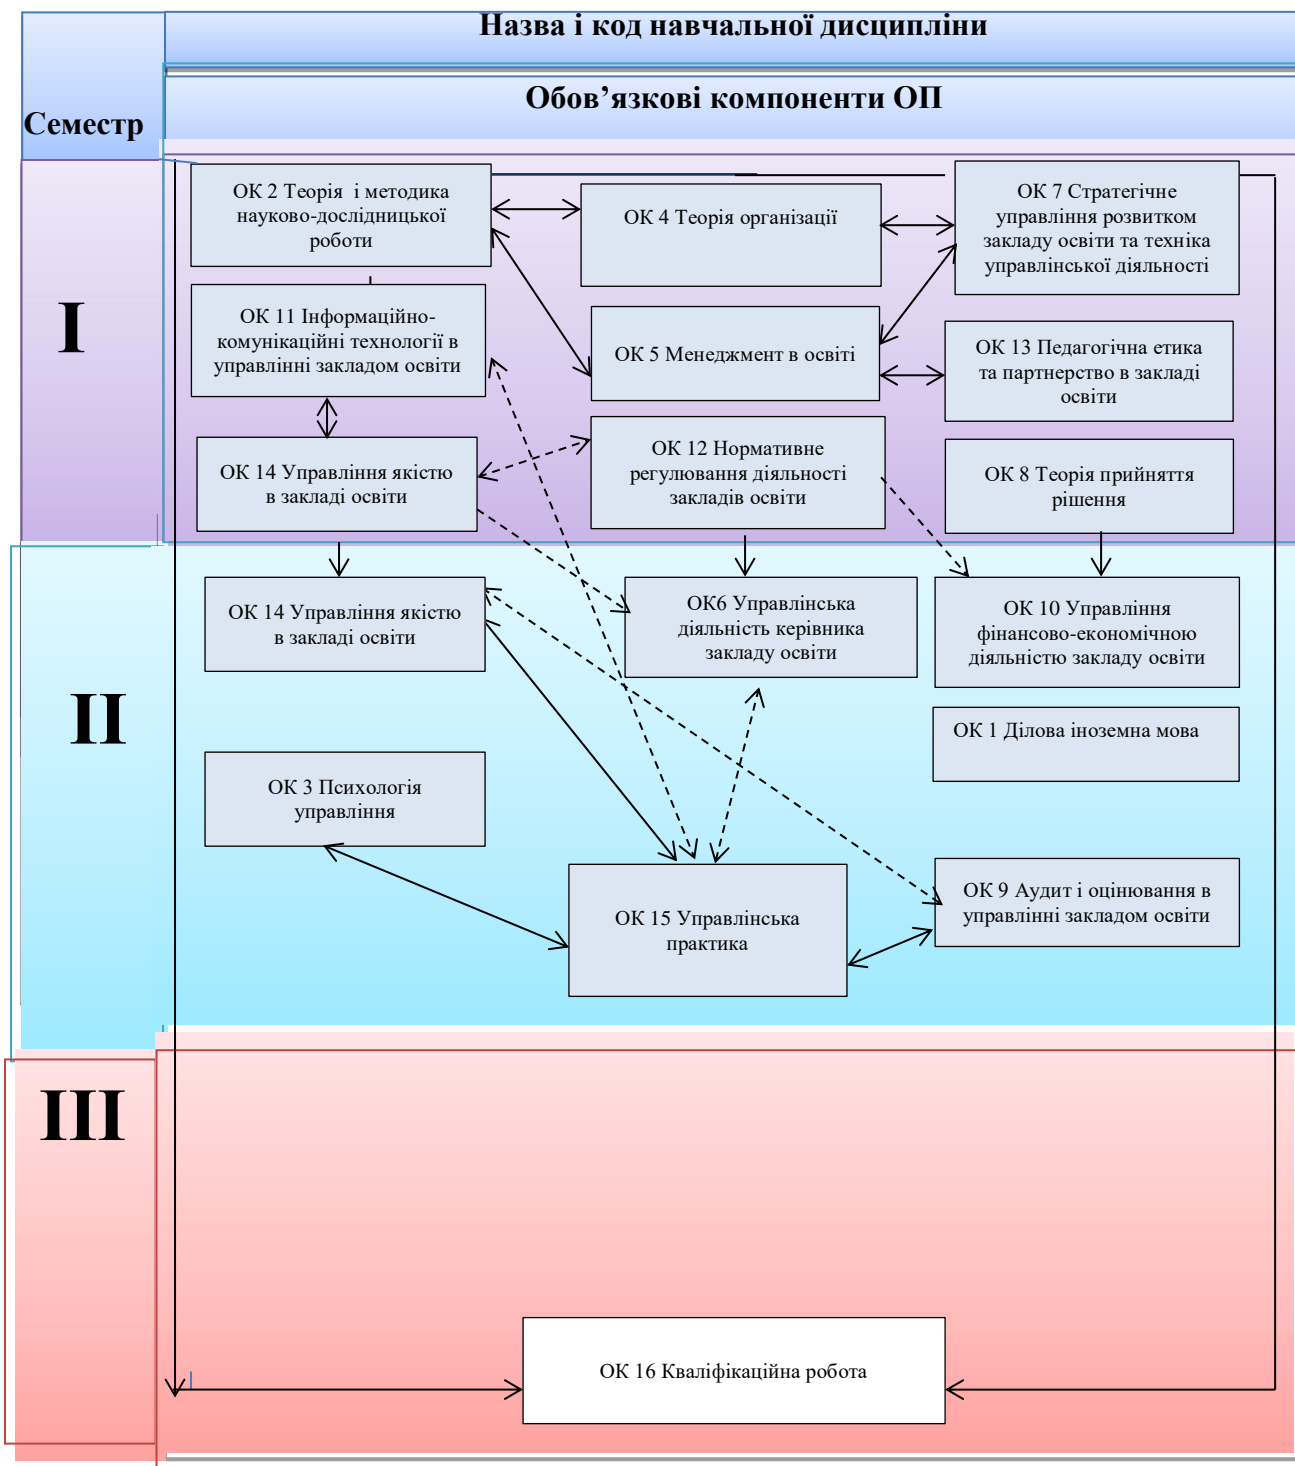 Назва і код навчальної дисципліни
Семестр
Обов’язкові компоненти ОП
I
ОК 2 Теорія і методика
науково-дослідницької
роботи
ОК 4 Теорія організації
ОК 7 Стратегічне
управління розвитком
закладу освіти та техніка
управлінської діяльності
ОК 11 Інформаційно-
комунікаційні технології в
управлінні закладом освіти
ОК 5 Менеджмент в освіті
ОК 13 Педагогічна етика
та партнерство в закладі
освіти
ОК 14 Управління якістю
в закладі освіти
ОК 12 Нормативне
регулювання діяльності
закладів освіти
ОК 8 Теорія прийняття
рішення
II
ОК 14 Управління якістю
в закладі освіти
ОК6 Управлінська
діяльність керівника
закладу освіти
ОК 10 Управління
фінансово-економічною
діяльністю закладу освіти
ОК 1 Ділова іноземна мова
ОК 3 Психологія
управління
ОК 15 Управлінська
практика
ОК 9 Аудит і оцінювання в
управлінні закладом освіти
III
ОК 16 Кваліфікаційна робота